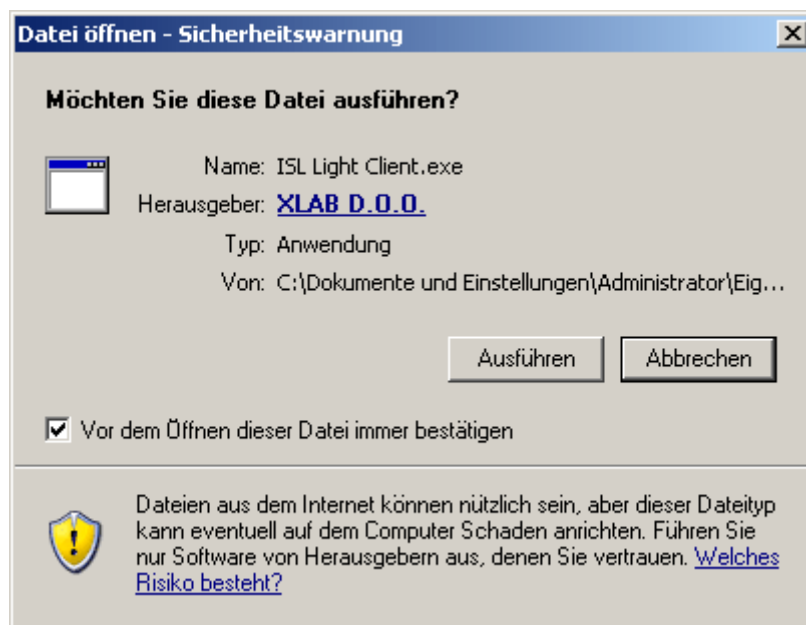 Datei öffnen - Sicherheitswarnung
Möchten Sie diese Datei ausführen?
Name: ISL Light Client.exe
Herausgeber: XLAB D.O.O.
Typ: Anwendung
Von: C:\Dokumente und Einstellungen\Administrator\Eig...
Ausführen Abbrechen
Vor dem Öffnen dieser Datei immer bestätigen
Dateien aus dem Internet können nützlich sein, aber dieser Dateityp
kann eventuell auf dem Computer Schaden anrichten. Führen Sie
nur Software von Herausgebern aus, denen Sie vertrauen. Welches
Risiko besteht?